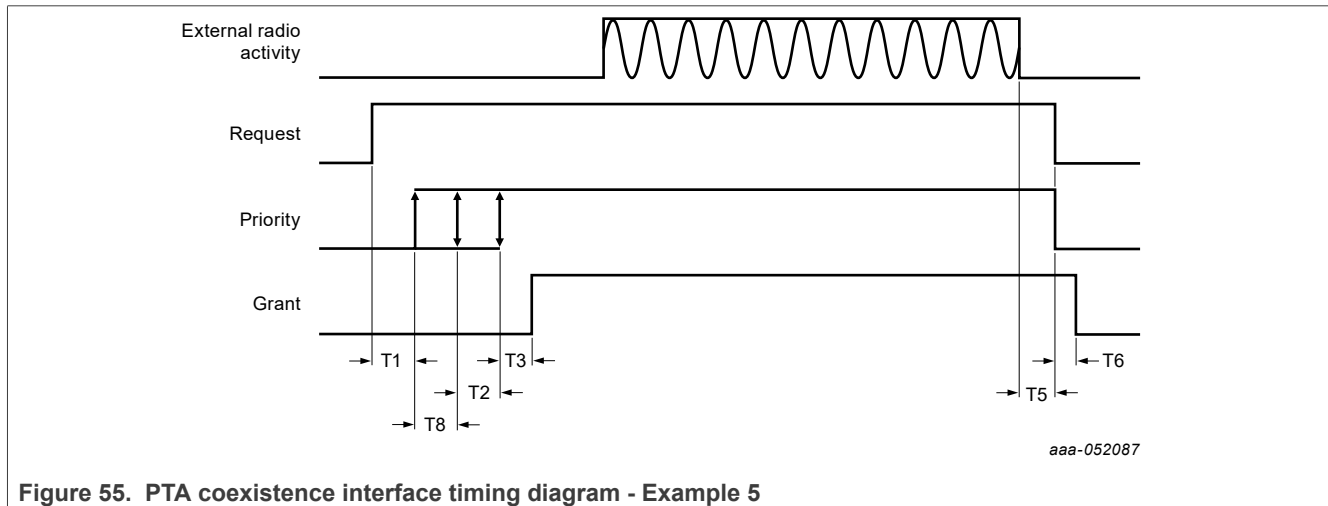 External radio
activity
Request
Priority
Grant
T1
T3
T6
T2
T5
T8
aaa-052087
Figure 55. PTA coexistence interface timing diagram - Example 5